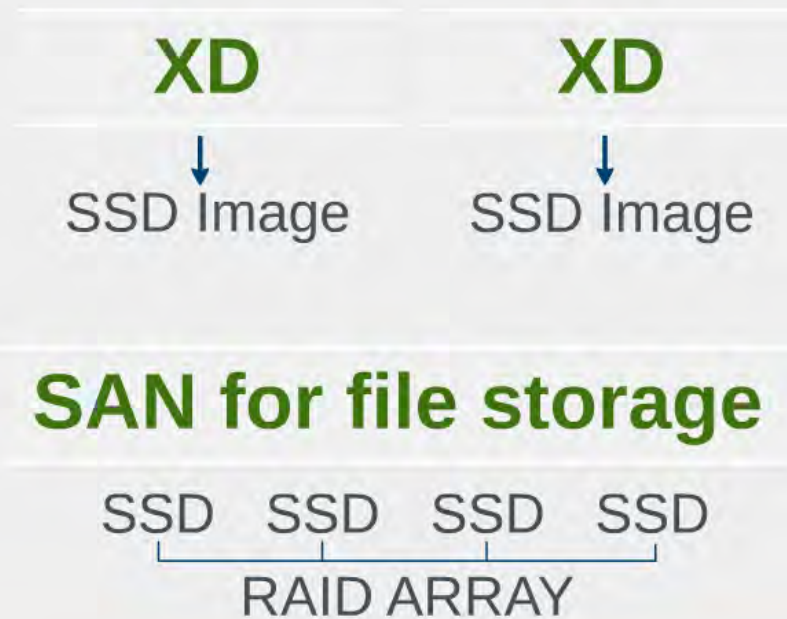 XD XD
SSD Image SSD Image
SAN for file storage
SSD SSD SSD SSD
RAID ARRAY